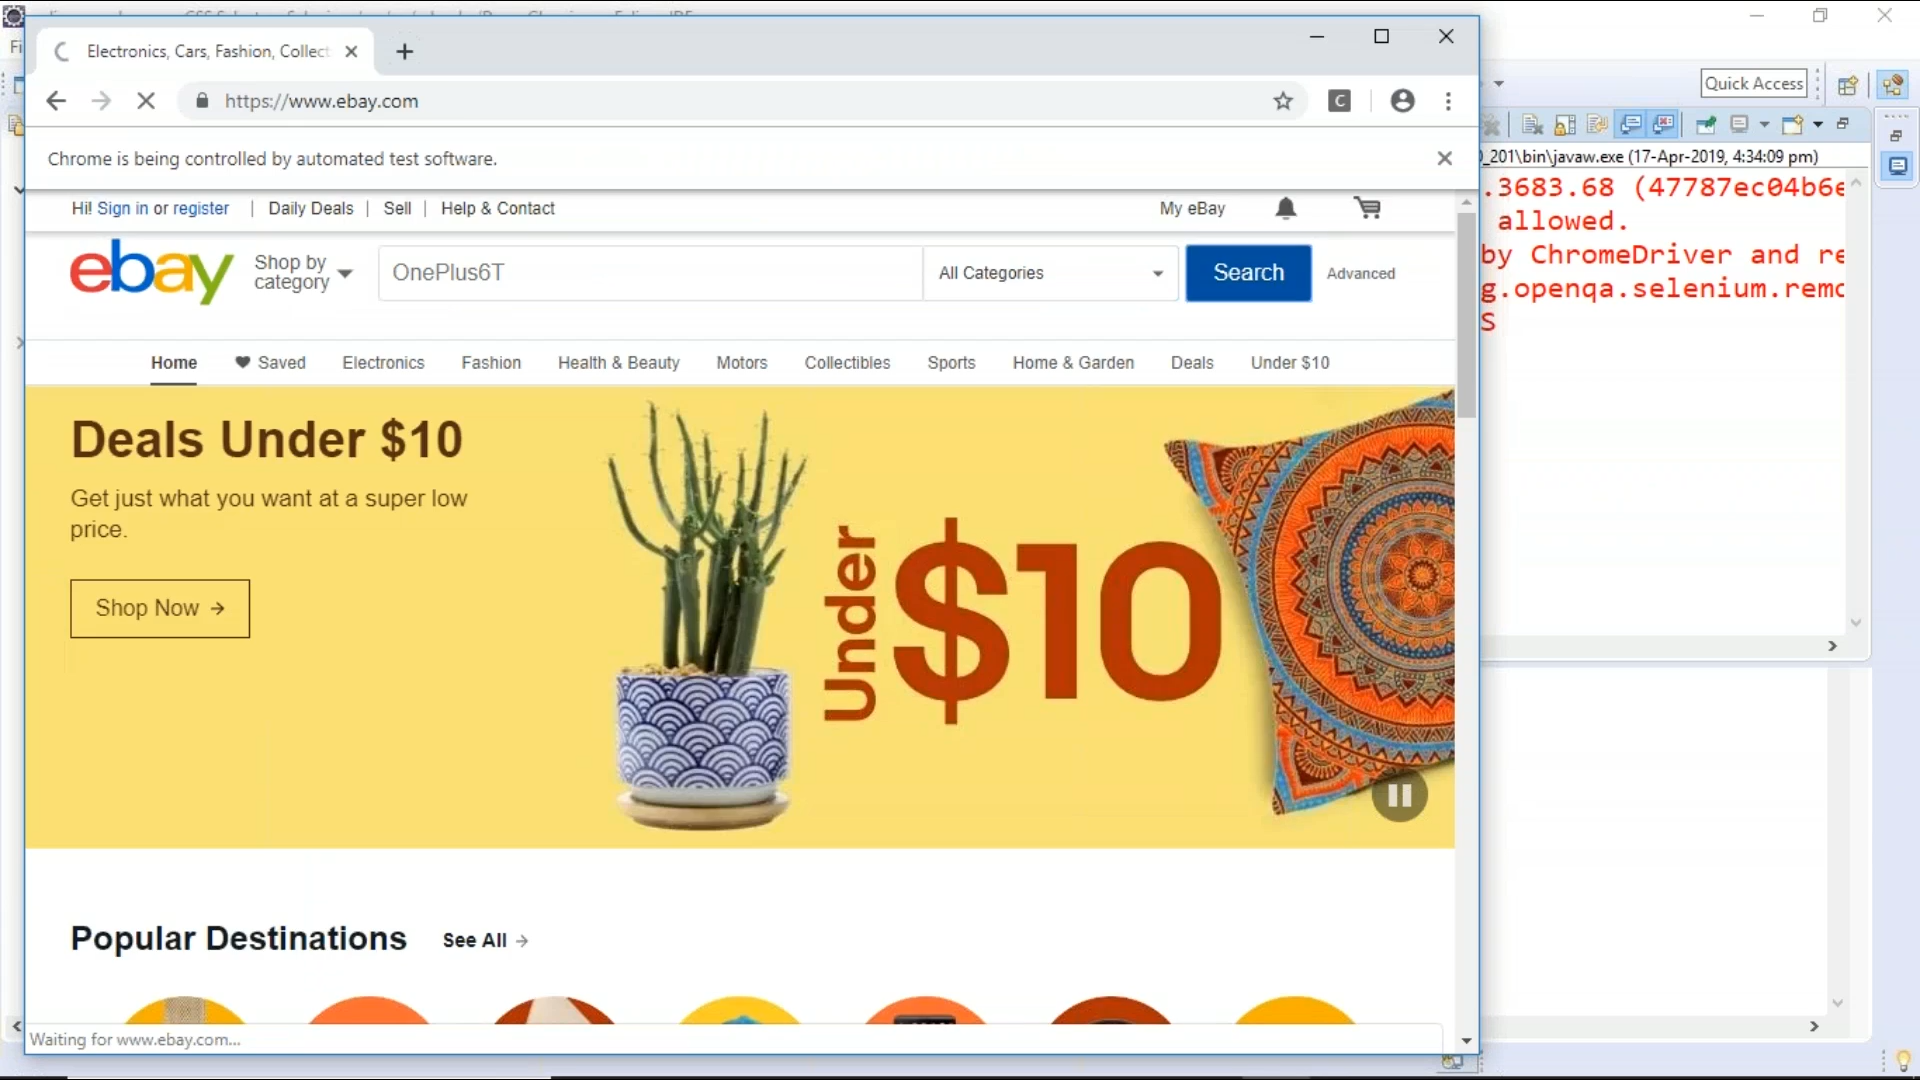 Electronics, Cars, Fashion, Collect
https://www.ebay.com
C
Chrome is being controlled by automated test software.
Hi! Sign in or register | Daily Deals | Sell | Help & Contact
My eBay
ebay
Shop by
category
OnePlus6T
All Categories
Search
Advanced
Home
Saved
Electronics
Fashion
Health & Beauty
Motors
Collectibles
Sports
Home & Garden
Deals
Under $10
Deals Under $10
Get just what you want at a super low
price.
Shop Now →
Under
$10
Popular Destinations
See All →
Waiting for www.ebay.com...
Fi
Quick Access
_201\bin\javaw.exe (17-Apr-2019, 4:34:09 pm)
.3683.68 (47787ec04b6e
allowed.
by ChromeDriver and re
g.openqa.selenium.remo
S